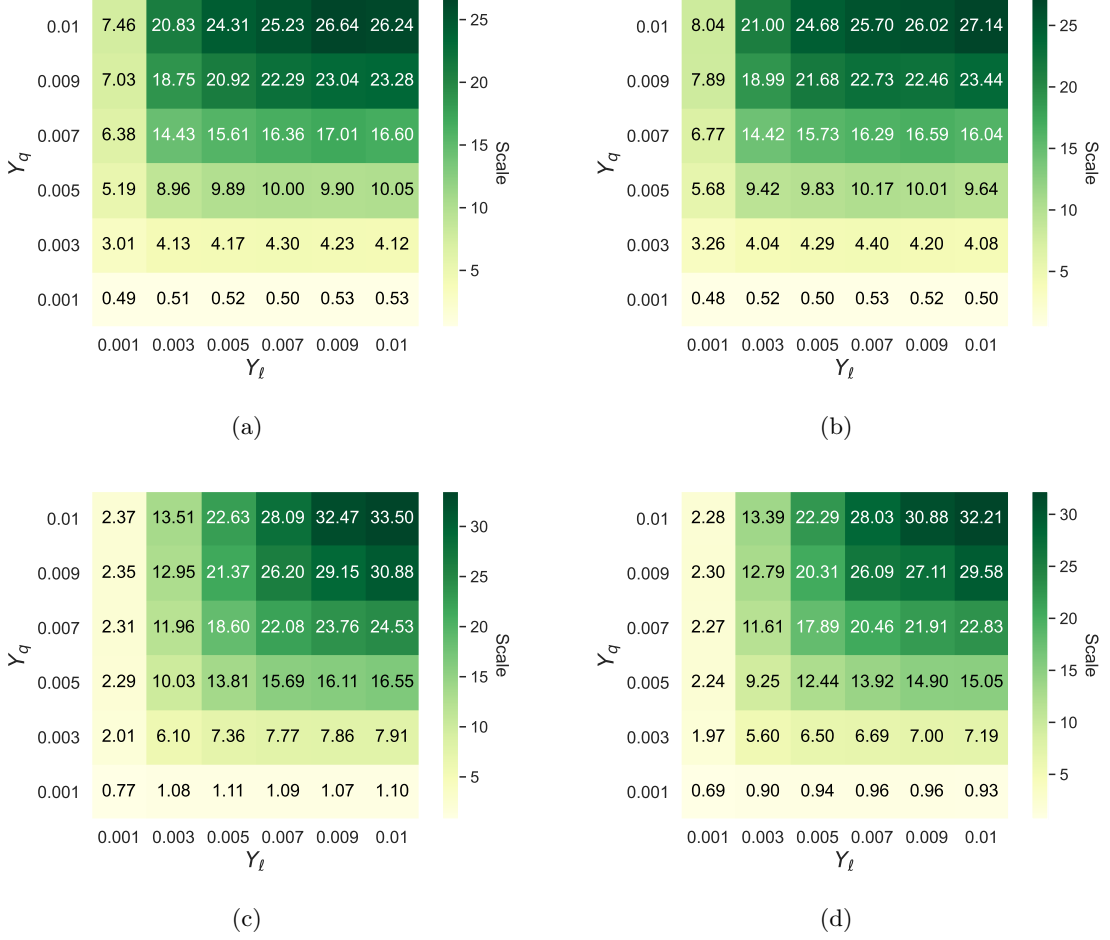 0.01 7.46 20.83 24.31 25.23 26.64 26.24
0.009 7.03 18.75 20.92 22.29 23.04 23.28
0.007 6.38 14.43 15.61 16.36 17.01 16.60
0.005 5.19 8.96 9.89 10.00 9.90 10.05
0.003 3.01 4.13 4.17 4.30 4.23 4.12
0.001 0.49 0.51 0.52 0.50 0.53 0.53
0.001 0.003 0.005 0.007 0.009 0.01
Y_ℓ
Y_q
25
20
15
10
5
Scale
(a)
0.01 8.04 21.00 24.68 25.70 26.02 27.14
0.009 7.89 18.99 21.68 22.73 22.46 23.44
0.007 6.77 14.42 15.73 16.29 16.59 16.04
0.005 5.68 9.42 9.83 10.17 10.01 9.64
0.003 3.26 4.04 4.29 4.40 4.20 4.08
0.001 0.48 0.52 0.50 0.53 0.52 0.50
0.001 0.003 0.005 0.007 0.009 0.01
Y_ℓ
Y_q
25
20
15
10
5
Scale
(b)
0.01 2.37 13.51 22.63 28.09 32.47 33.50
0.009 2.35 12.95 21.37 26.20 29.15 30.88
0.007 2.31 11.96 18.60 22.08 23.76 24.53
0.005 2.29 10.03 13.81 15.69 16.11 16.55
0.003 2.01 6.10 7.36 7.77 7.86 7.91
0.001 0.77 1.08 1.11 1.09 1.07 1.10
0.001 0.003 0.005 0.007 0.009 0.01
Y_ℓ
Y_q
30
25
20
15
10
5
Scale
(c)
0.01 2.28 13.39 22.29 28.03 30.88 32.21
0.009 2.30 12.79 20.31 26.09 27.11 29.58
0.007 2.27 11.61 17.89 20.46 21.91 22.83
0.005 2.24 9.25 12.44 13.92 14.90 15.05
0.003 1.97 5.60 6.50 6.69 7.00 7.19
0.001 0.69 0.90 0.94 0.96 0.96 0.93
0.001 0.003 0.005 0.007 0.009 0.01
Y_ℓ
Y_q
30
25
20
15
10
5
Scale
(d)